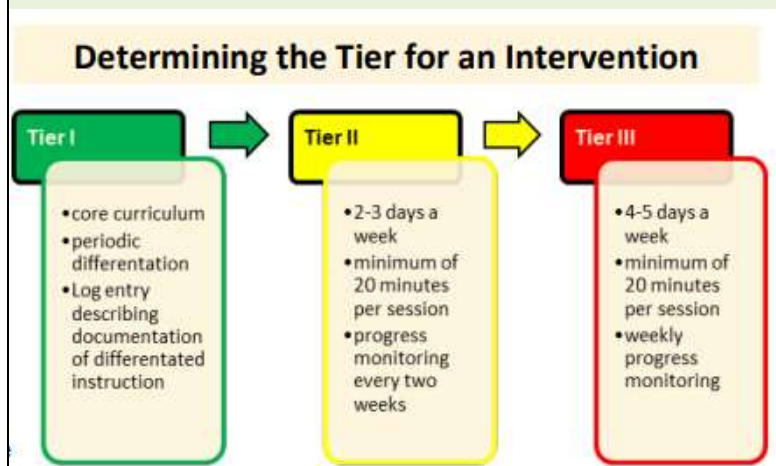 Determining the Tier for an Intervention
Tier I
•core curriculum
•periodic
differentation
•Log entry
describing
documentation
of differentated
instruction
Tier II
•2-3 days a
week
•minimum of
20 minutes
per session
•progress
monitoring
every two
weeks
Tier III
•4-5 days a
week
•minimum of
20 minutes
per session
•weekly
progress
monitoring